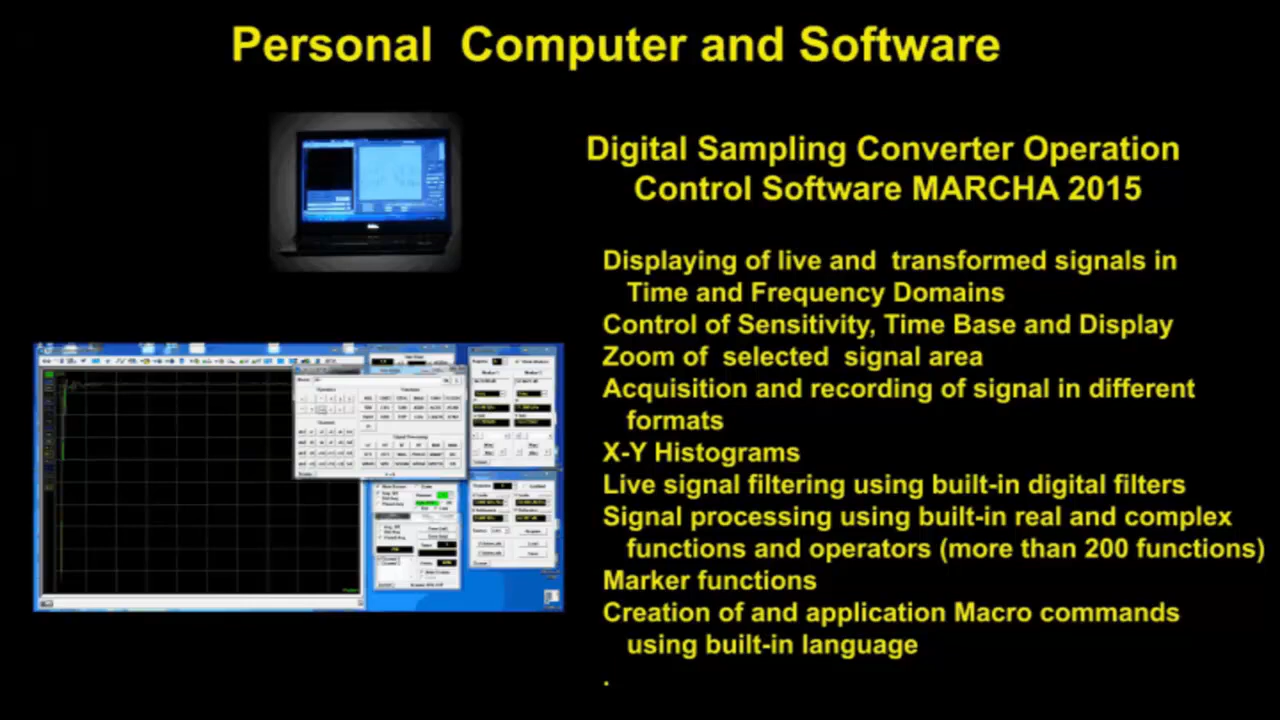 Personal Computer and Software
Digital Sampling Converter Operation
Control Software MARCHA 2015
Displaying of live and transformed signals in
Time and Frequency Domains
Control of Sensitivity, Time Base and Display
Zoom of selected signal area
Acquisition and recording of signal in different
formats
X-Y Histograms
Live signal filtering using built-in digital filters
Signal processing using built-in real and complex
functions and operators (more than 200 functions)
Marker functions
Creation of and application Macro commands
using built-in language
.